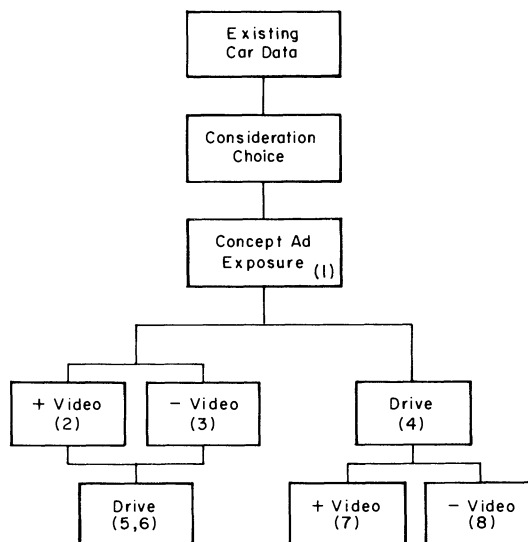 Existing
Car Data
Consideration
Choice
Concept Ad
Exposure
(1)
+ Video
(2)
− Video
(3)
Drive
(4)
Drive
(5,6)
+ Video
(7)
− Video
(8)